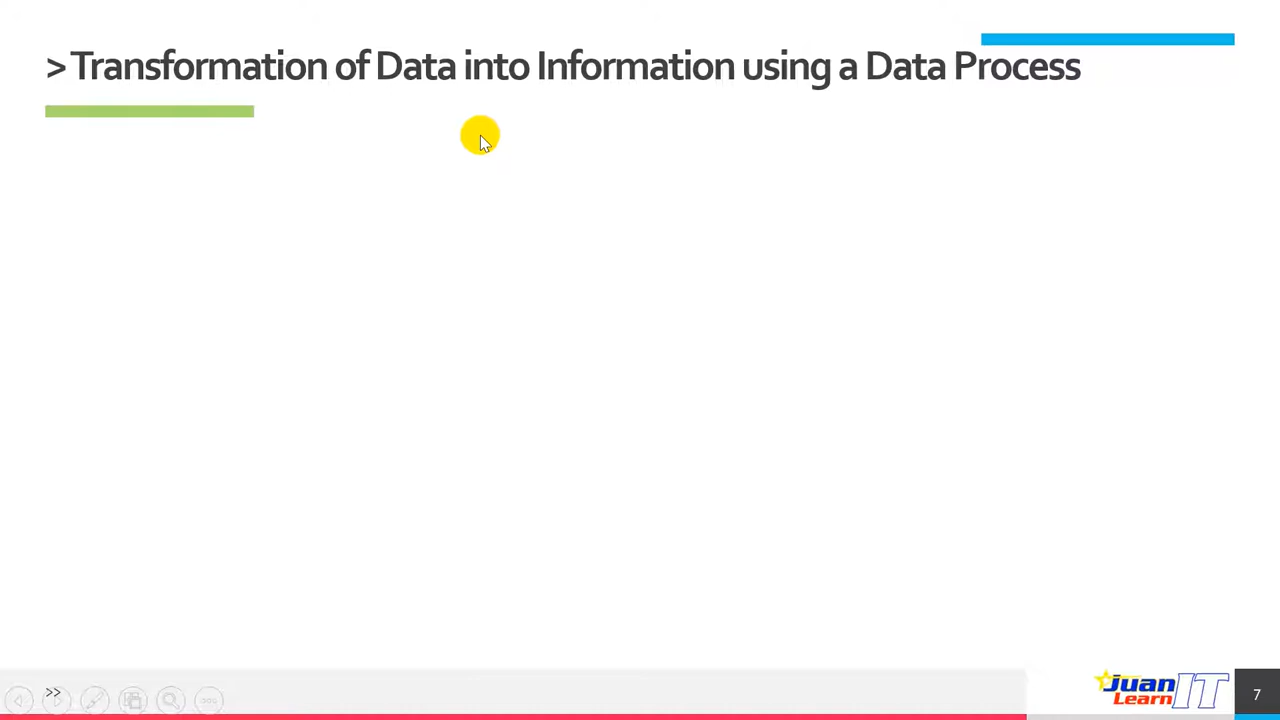 > Transformation of Data into Information using a Data Process
>>
Juan
Learn IT
7